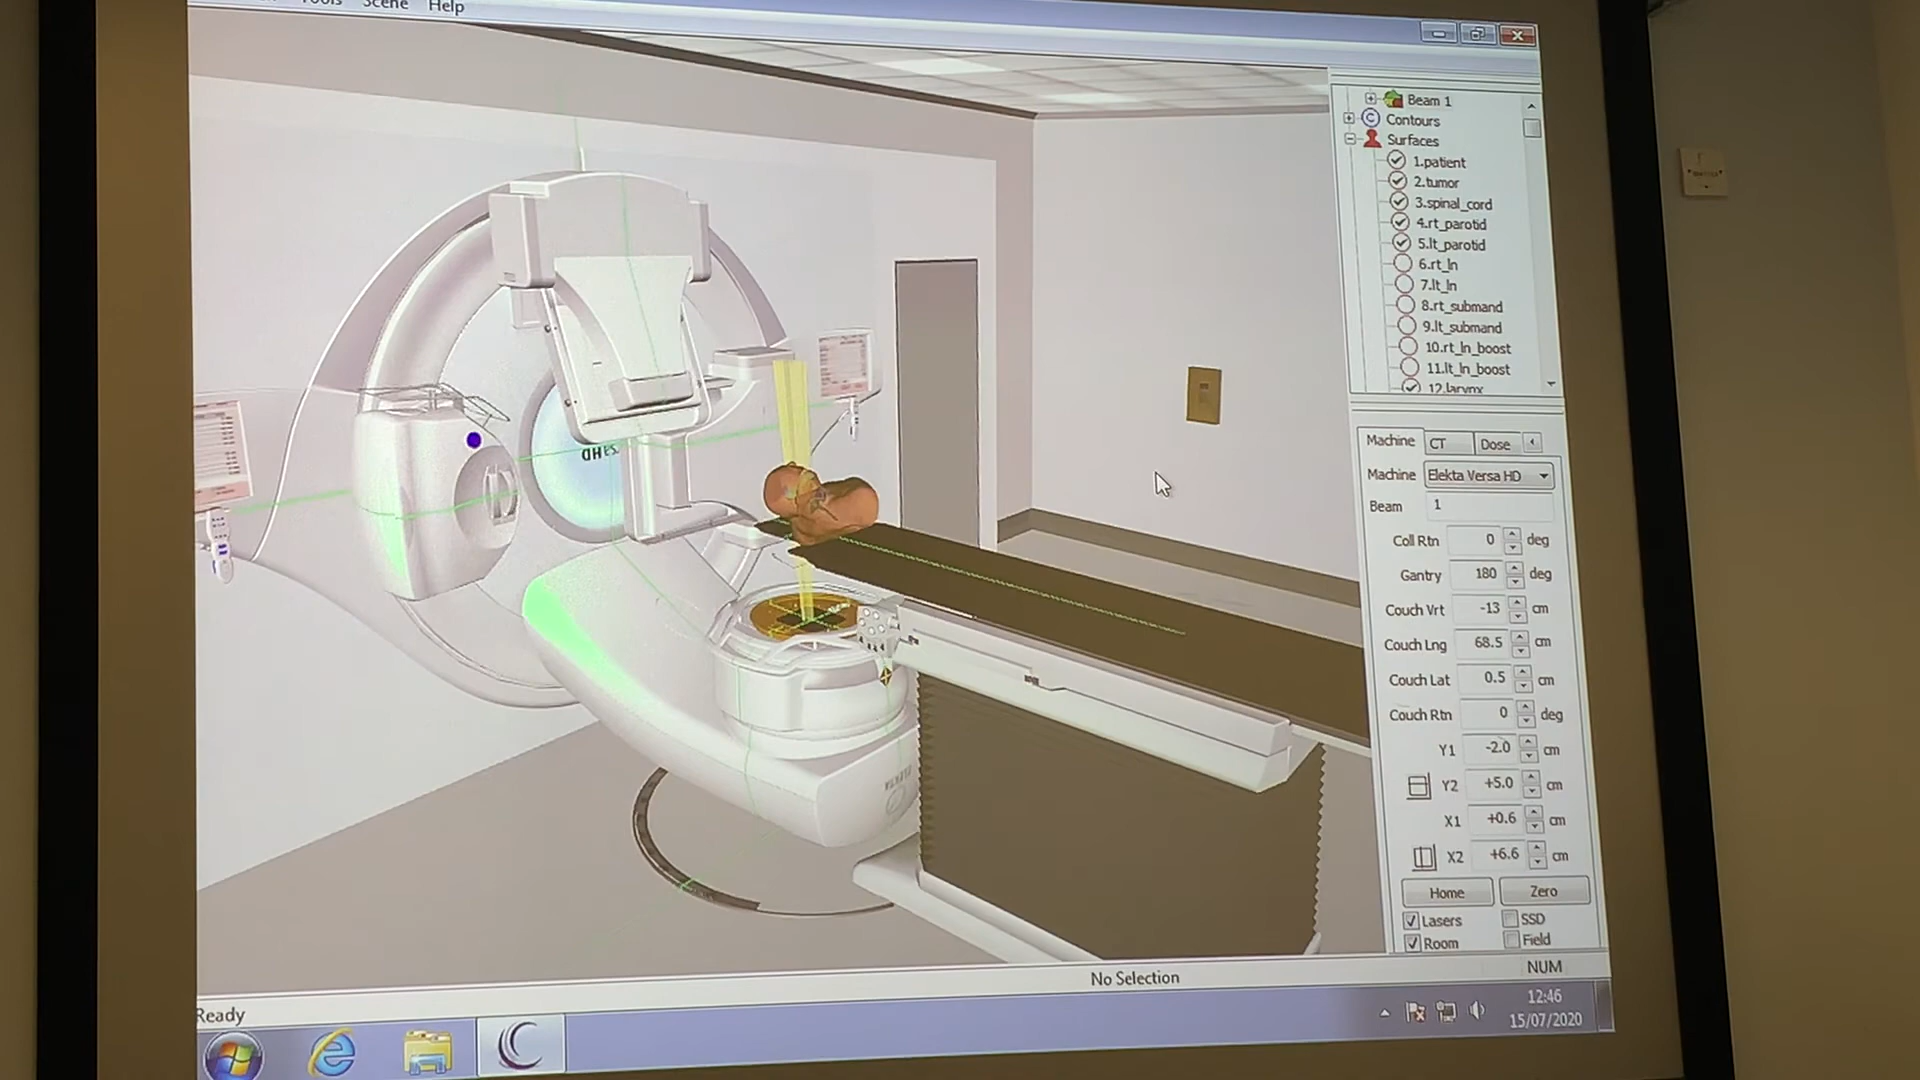 Tools Scene Help
Beam 1
Contours
Surfaces
1.patient
2.tumor
3.spinal_cord
4.rt_parotid
5.lt_parotid
6.rt_ln
7.lt_ln
8.rt_submand
9.lt_submand
10.rt_ln_boost
11.lt_ln_boost
12.larynx
Machine CT Dose
Machine Elekta Versa HD
Beam 1
Coll Rtn 0 deg
Gantry 180 deg
Couch Vrt -13 cm
Couch Lng 68.5 cm
Couch Lat 0.5 cm
Couch Rtn 0 deg
Y1 -2.0 cm
Y2 +5.0 cm
X1 +0.6 cm
X2 +6.6 cm
Home Zero
Lasers SSD
Room Field
No Selection NUM
Ready
12:46
15/07/2020